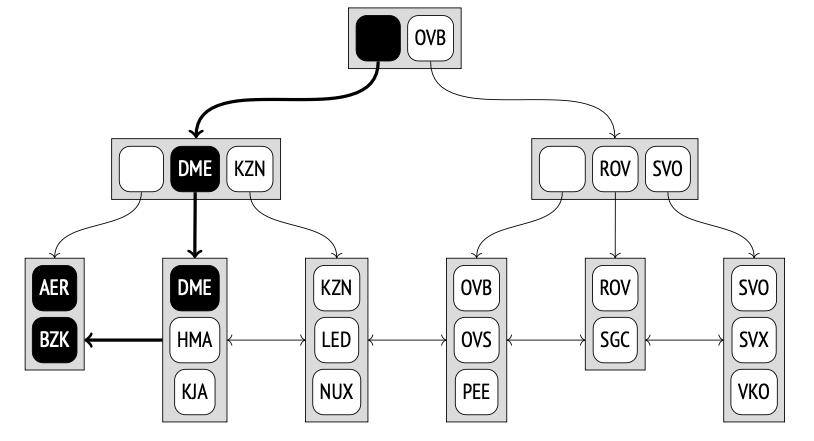 OVB
DME KZN
ROV SVO
AER
BZK
DME
HMA
KJA
KZN
LED
NUX
OVB
OVS
PEE
ROV
SGC
SVO
SVX
VKO